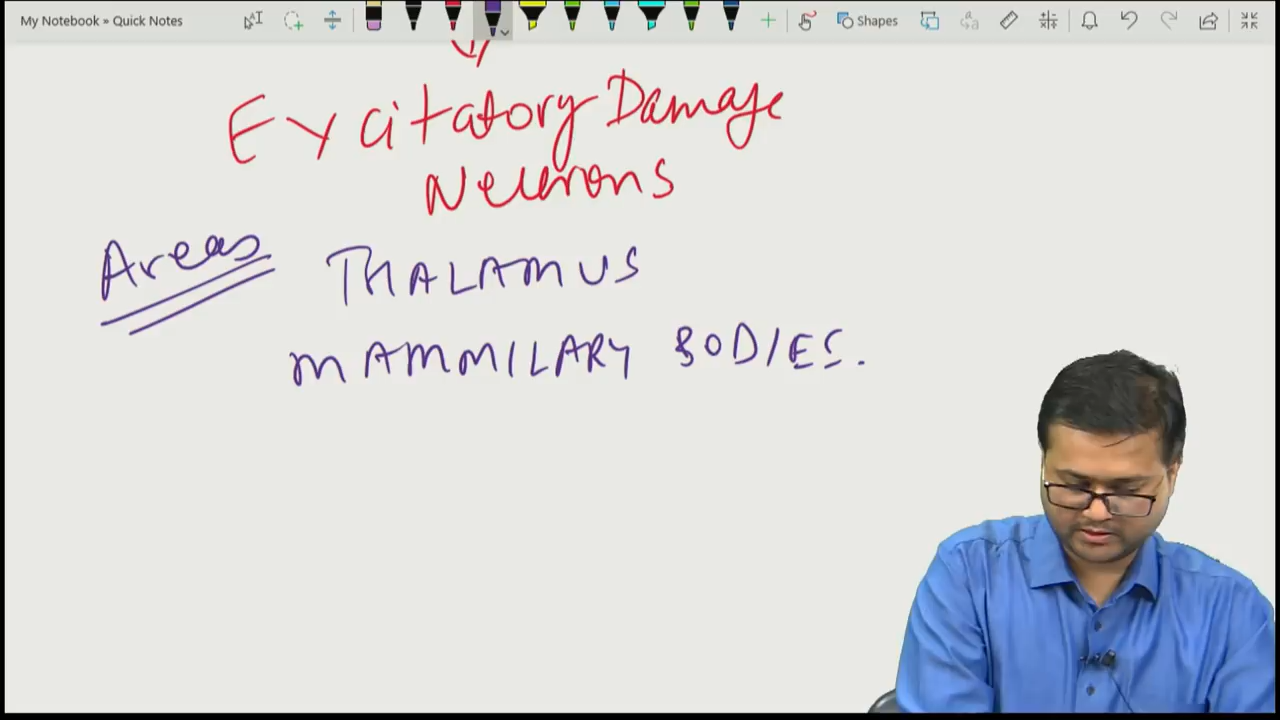 My Notebook » Quick Notes
Shapes
Excitatory Damage
Neurons
Areas THALAMUS
MAMMILARY BODIES.